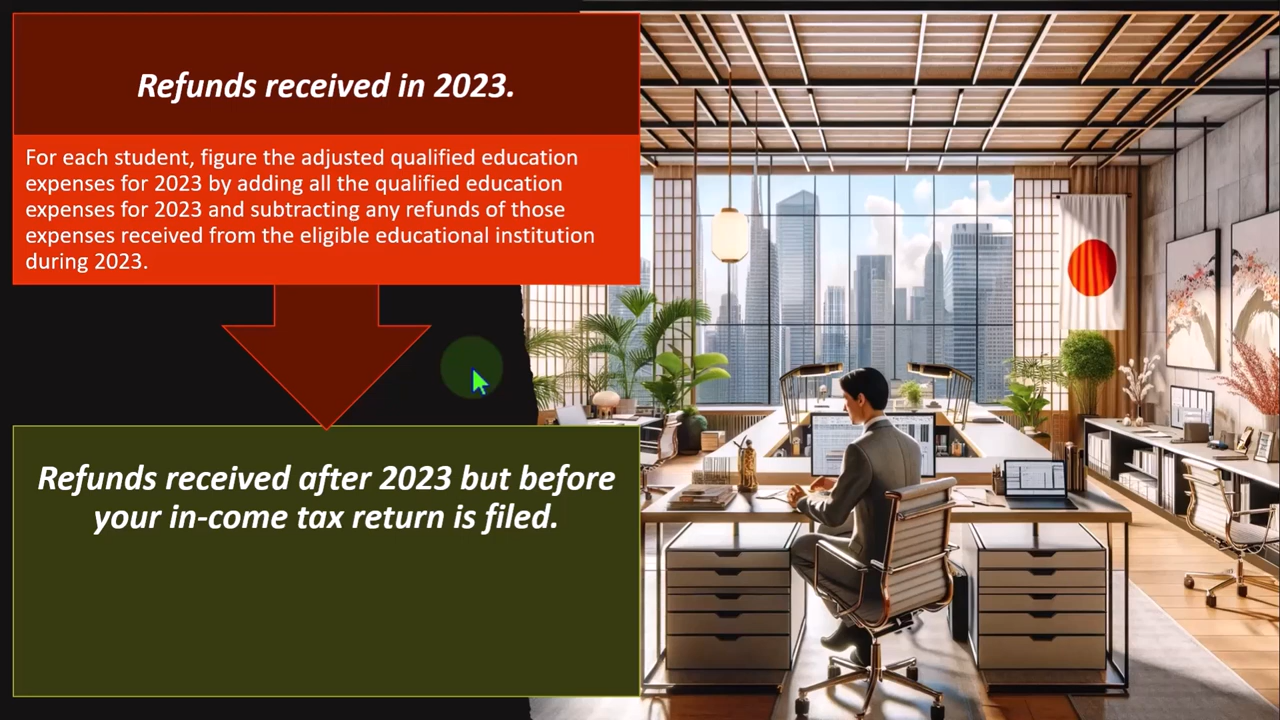 Refunds received in 2023.
For each student, figure the adjusted qualified education
expenses for 2023 by adding all the qualified education
expenses for 2023 and subtracting any refunds of those
expenses received from the eligible educational institution
during 2023.
Refunds received after 2023 but before
your in-come tax return is filed.